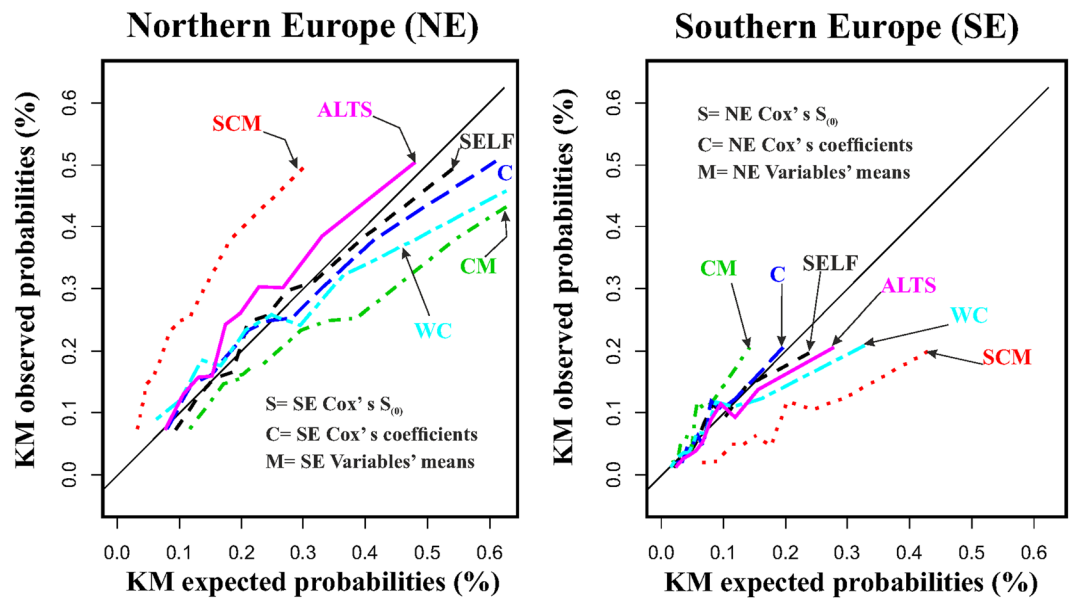 Northern Europe (NE)
KM observed probabilities (%)
0.6
0.5
0.4
0.3
0.2
0.1
0.0
SCM
ALTS
SELF
C
CM
WC
S= SE Cox’s S(0)
C= SE Cox’s coefficients
M= SE Variables’ means
0.0 0.1 0.2 0.3 0.4 0.5 0.6
KM expected probabilities (%)
Southern Europe (SE)
KM observed probabilities (%)
0.6
0.5
0.4
0.3
0.2
0.1
0.0
S= NE Cox’s S(0)
C= NE Cox’s coefficients
M= NE Variables’ means
CM
C
SELF
ALTS
WC
SCM
0.0 0.1 0.2 0.3 0.4 0.5 0.6
KM expected probabilities (%)